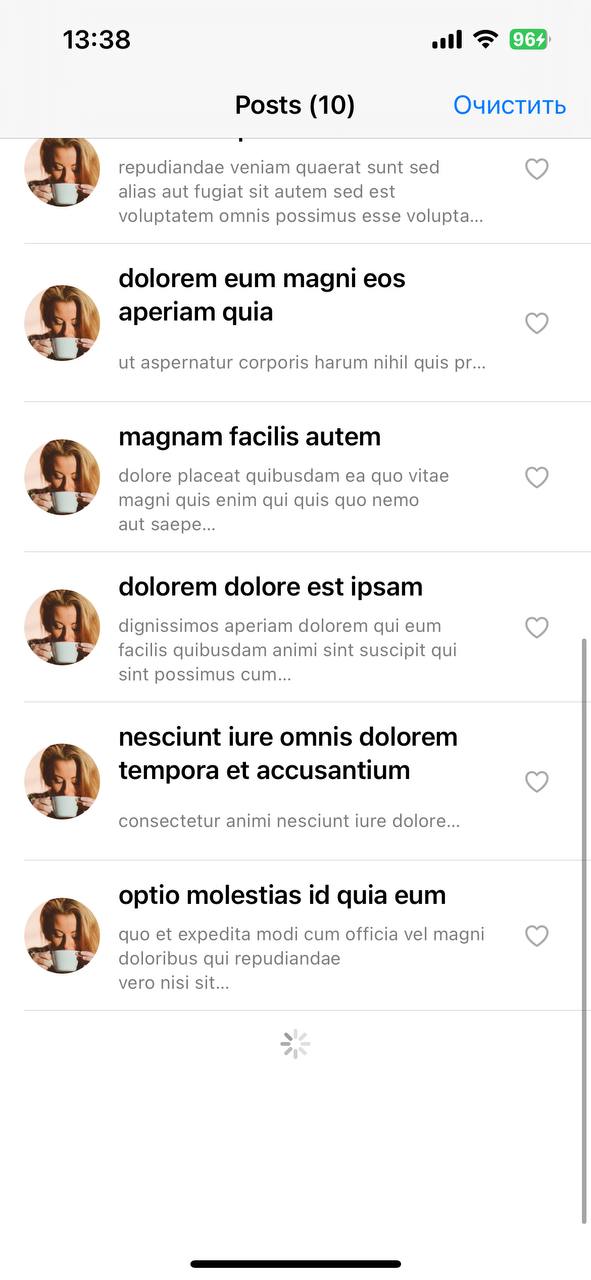 13:38
96
Posts (10)
Очистить
repudiandae veniam quaerat sunt sed
alias aut fugiat sit autem sed est
voluptatem omnis possimus esse volupta...
dolorem eum magni eos
aperiam quia
ut aspernatur corporis harum nihil quis pr...
magnam facilis autem
dolore placeat quibusdam ea quo vitae
magni quis enim qui quis quo nemo
aut saepe...
dolorem dolore est ipsam
dignissimos aperiam dolorem qui eum
facilis quibusdam animi sint suscipit qui
sint possimus cum...
nesciunt iure omnis dolorem
tempora et accusantium
consectetur animi nesciunt iure dolore...
optio molestias id quia eum
quo et expedita modi cum officia vel magni
doloribus qui repudiandae
vero nisi sit...